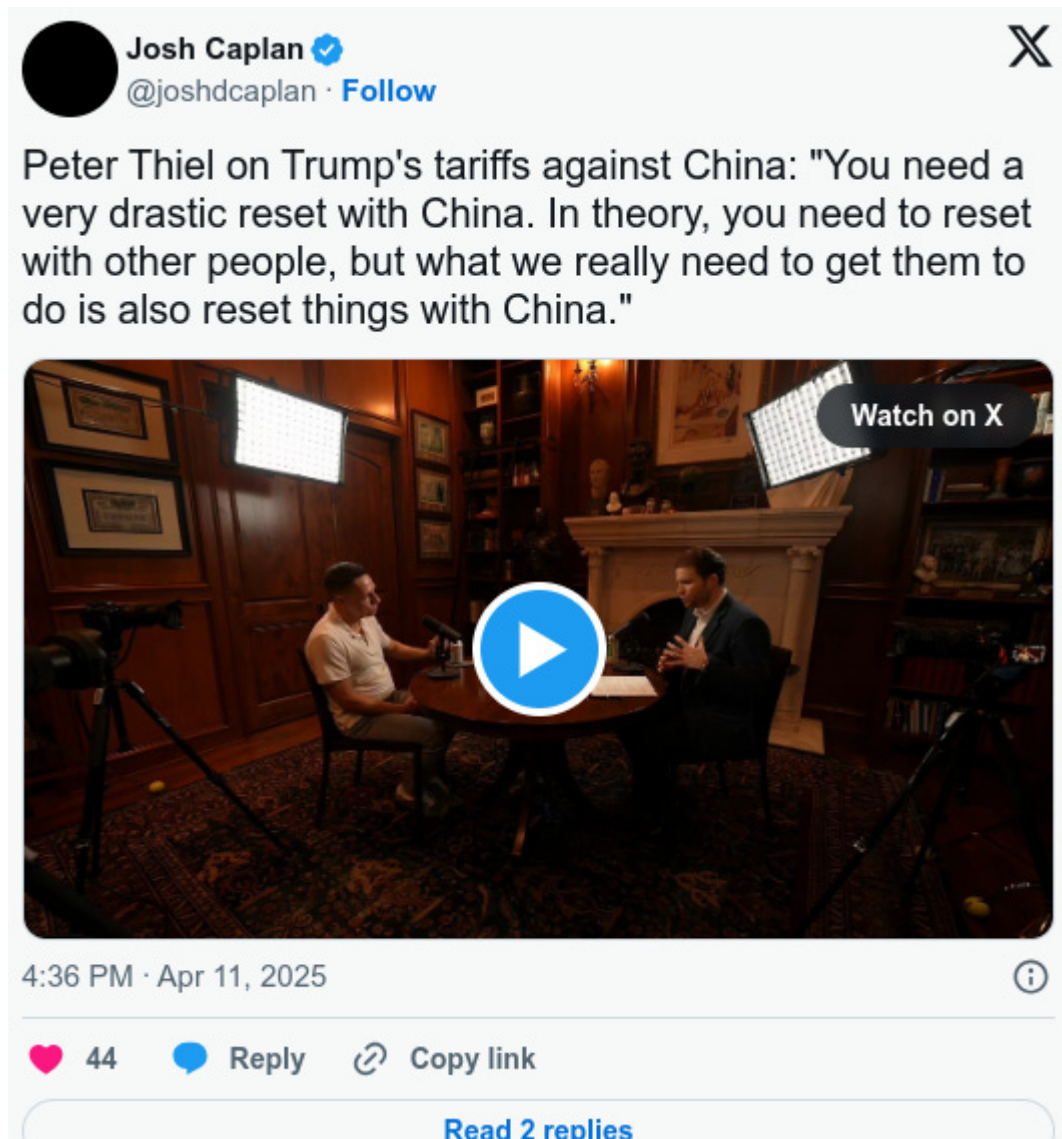 Josh Caplan
@joshdcaplan · Follow
Peter Thiel on Trump's tariffs against China: "You need a
very drastic reset with China. In theory, you need to reset
with other people, but what we really need to get them to
do is also reset things with China."
Watch on X
4:36 PM · Apr 11, 2025
44 Reply Copy link
Read 2 replies